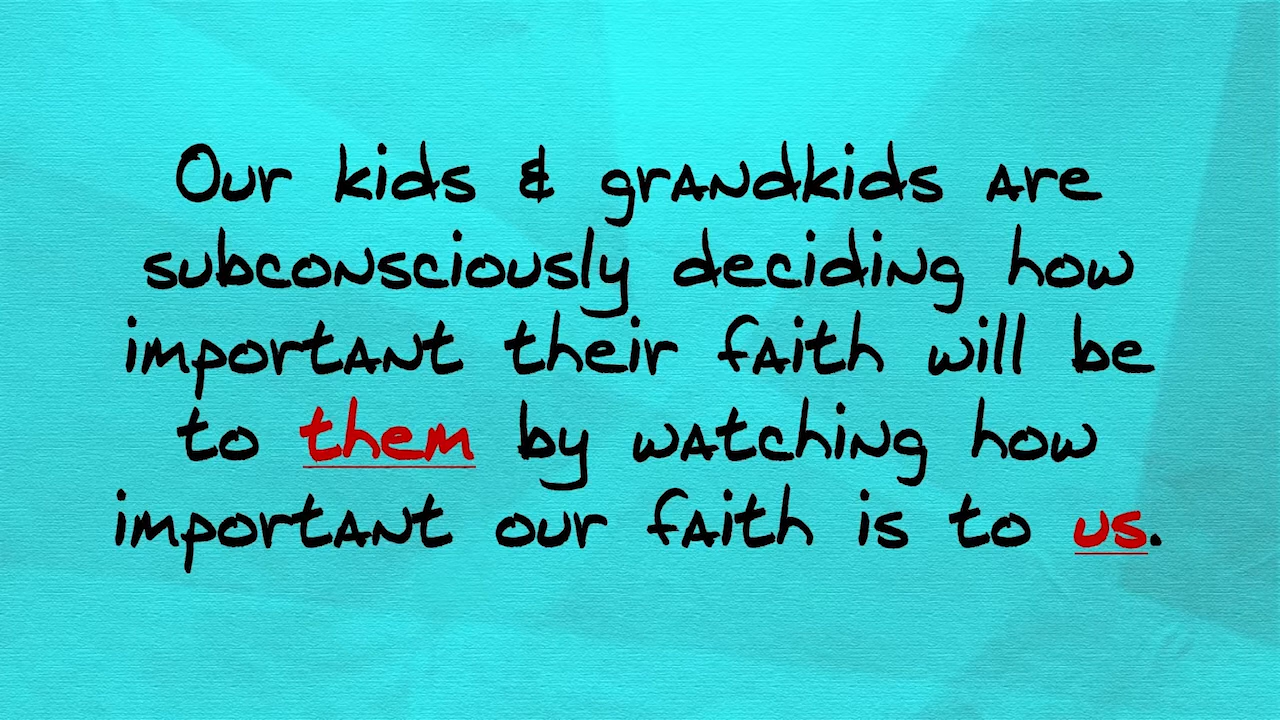 Our kids & grandkids are
subconsciously deciding how
important their faith will be
to them by watching how
important our faith is to us.